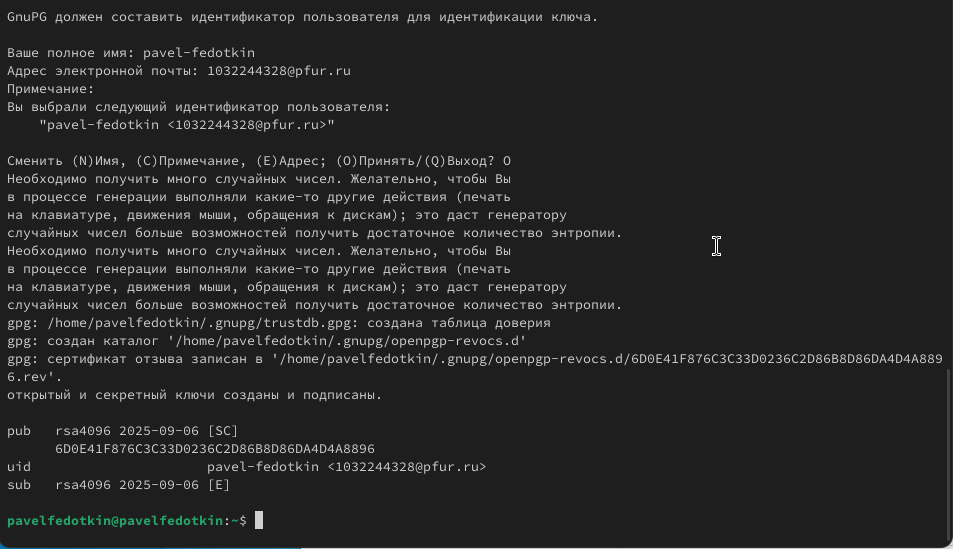 GnuPG должен составить идентификатор пользователя для идентификации ключа.
Ваше полное имя: pavel-fedotkin
Адрес электронной почты: 1032244328@pfur.ru
Примечание:
Вы выбрали следующий идентификатор пользователя:
"pavel-fedotkin <1032244328@pfur.ru>"
Сменить (N)Имя, (C)Примечание, (E)Адрес; (O)Принять/(Q)Выход? O
Необходимо получить много случайных чисел. Желательно, чтобы Вы
в процессе генерации выполняли какие-то другие действия (печать
на клавиатуре, движения мыши, обращения к дискам); это даст генератору
случайных чисел больше возможностей получить достаточное количество энтропии.
Необходимо получить много случайных чисел. Желательно, чтобы Вы
в процессе генерации выполняли какие-то другие действия (печать
на клавиатуре, движения мыши, обращения к дискам); это даст генератору
случайных чисел больше возможностей получить достаточное количество энтропии.
gpg: /home/pavelfedotkin/.gnupg/trustdb.gpg: создана таблица доверия
gpg: создан каталог '/home/pavelfedotkin/.gnupg/openpgp-revocs.d'
gpg: сертификат отзыва записан в '/home/pavelfedotkin/.gnupg/openpgp-revocs.d/6D0E41F876C3C33D0236C2D86B8D86DA4D4A889
6.rev'.
открытый и секретный ключи созданы и подписаны.
pub   rsa4096 2025-09-06 [SC]
6D0E41F876C3C33D0236C2D86B8D86DA4D4A8896
uid                      pavel-fedotkin <1032244328@pfur.ru>
sub   rsa4096 2025-09-06 [E]
pavelfedotkin@pavelfedotkin:~$